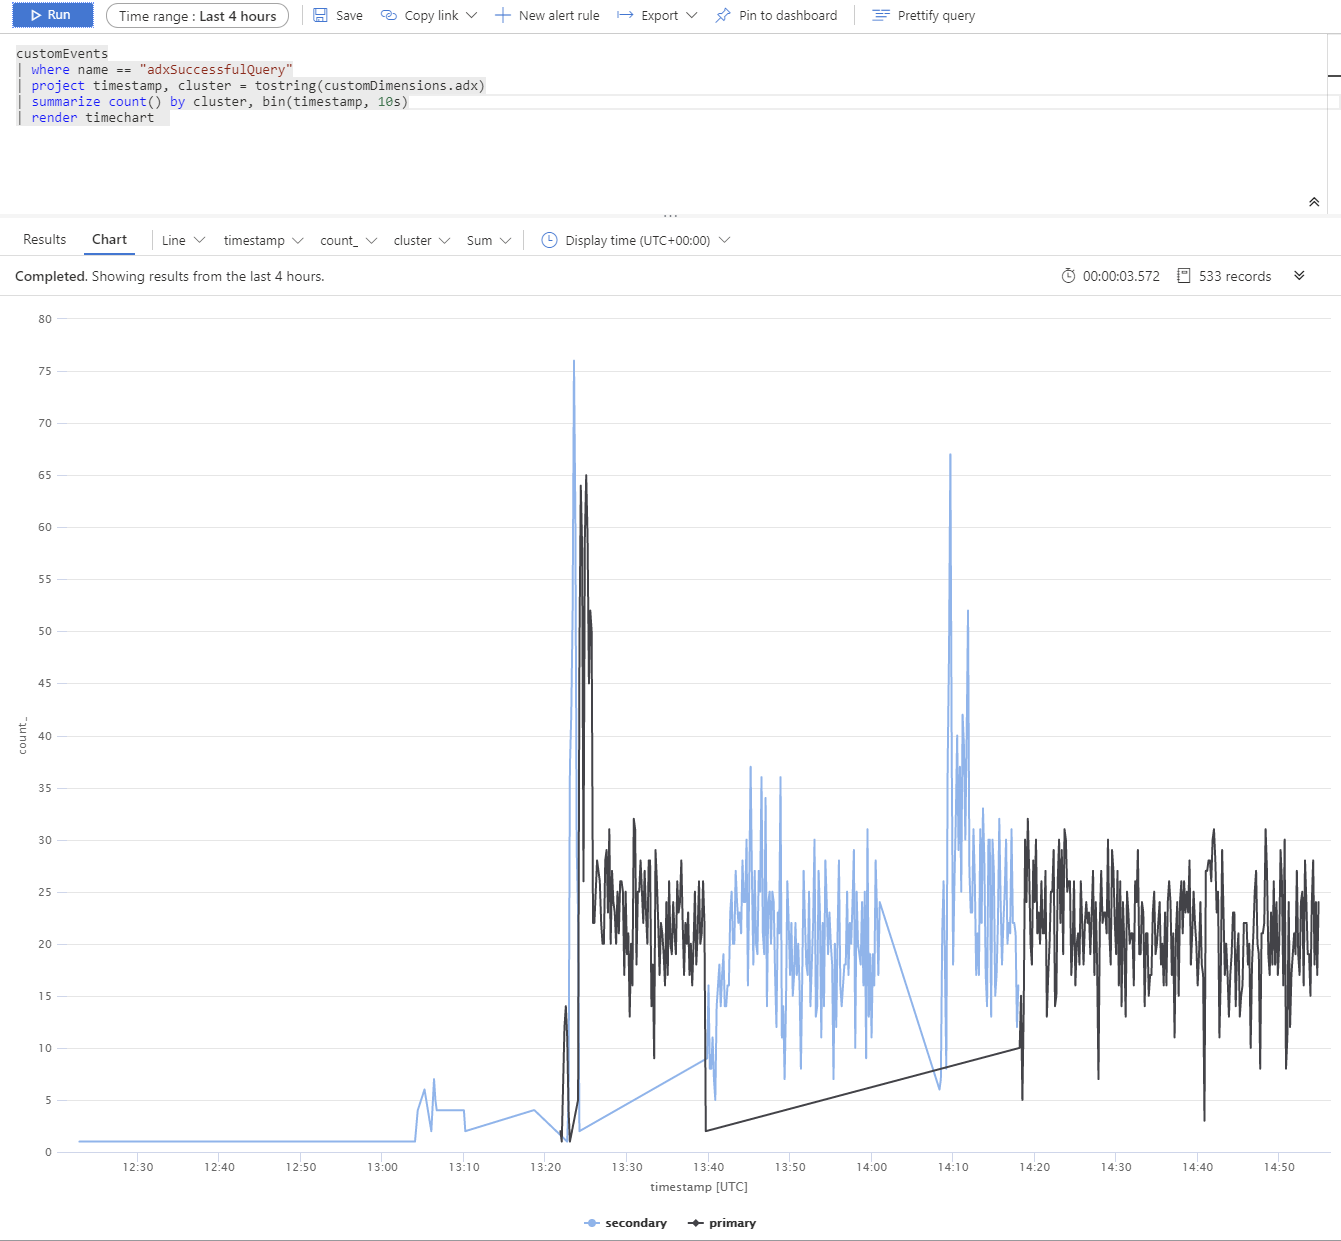 Run Time range : Last 4 hours Save Copy link New alert rule Export Pin to dashboard Prettify query
customEvents
| where name == "adxSuccessfulQuery"
| project timestamp, cluster = tostring(customDimensions.adx)
| summarize count() by cluster, bin(timestamp, 10s)
| render timechart
Results Chart Line timestamp count_ cluster Sum Display time (UTC+00:00)
Completed. Showing results from the last 4 hours. 00:00:03.572 533 records
80
75
70
65
60
55
50
45
40
35
30
25
20
15
10
5
0
count_
12:30 12:40 12:50 13:00 13:10 13:20 13:30 13:40 13:50 14:00 14:10 14:20 14:30 14:40 14:50
timestamp [UTC]
secondary primary